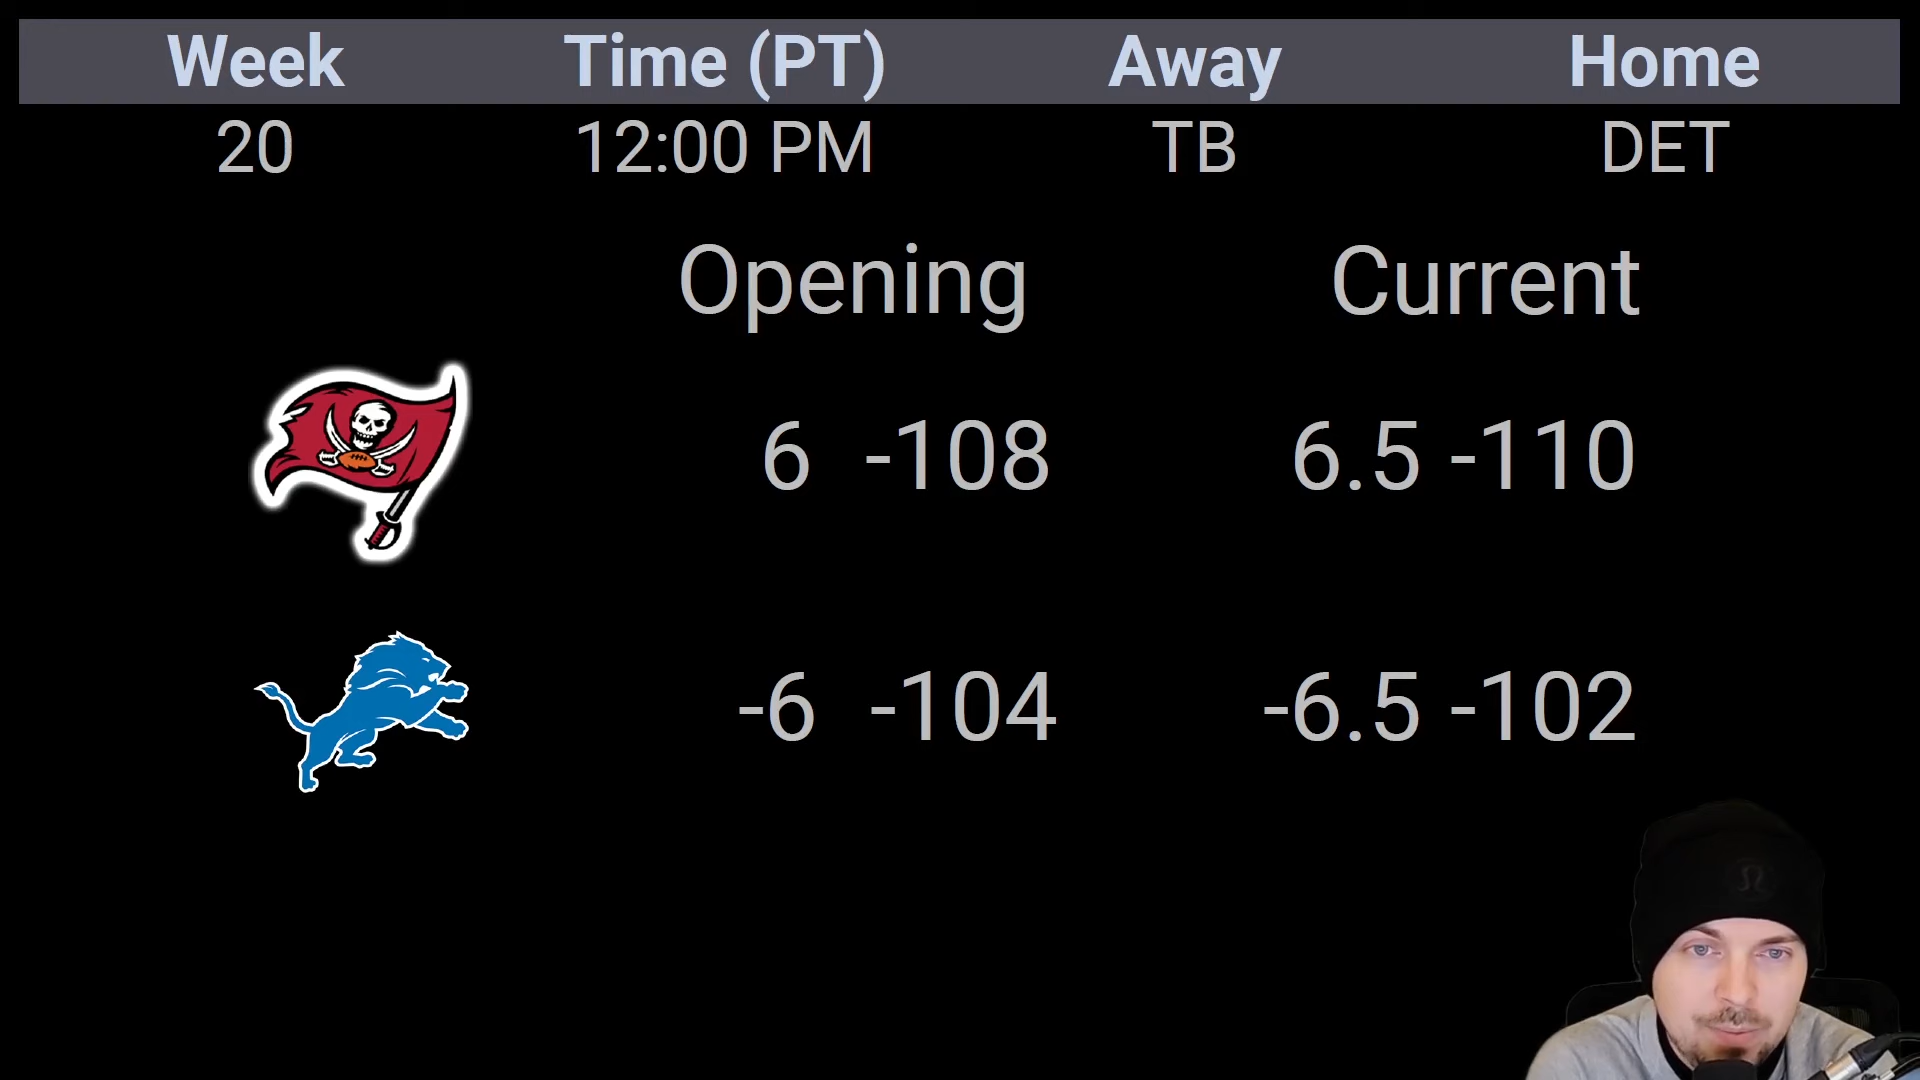 Week Time (PT) Away Home
20 12:00 PM TB DET
Opening Current
6 -108 6.5 -110
-6 -104 -6.5 -102